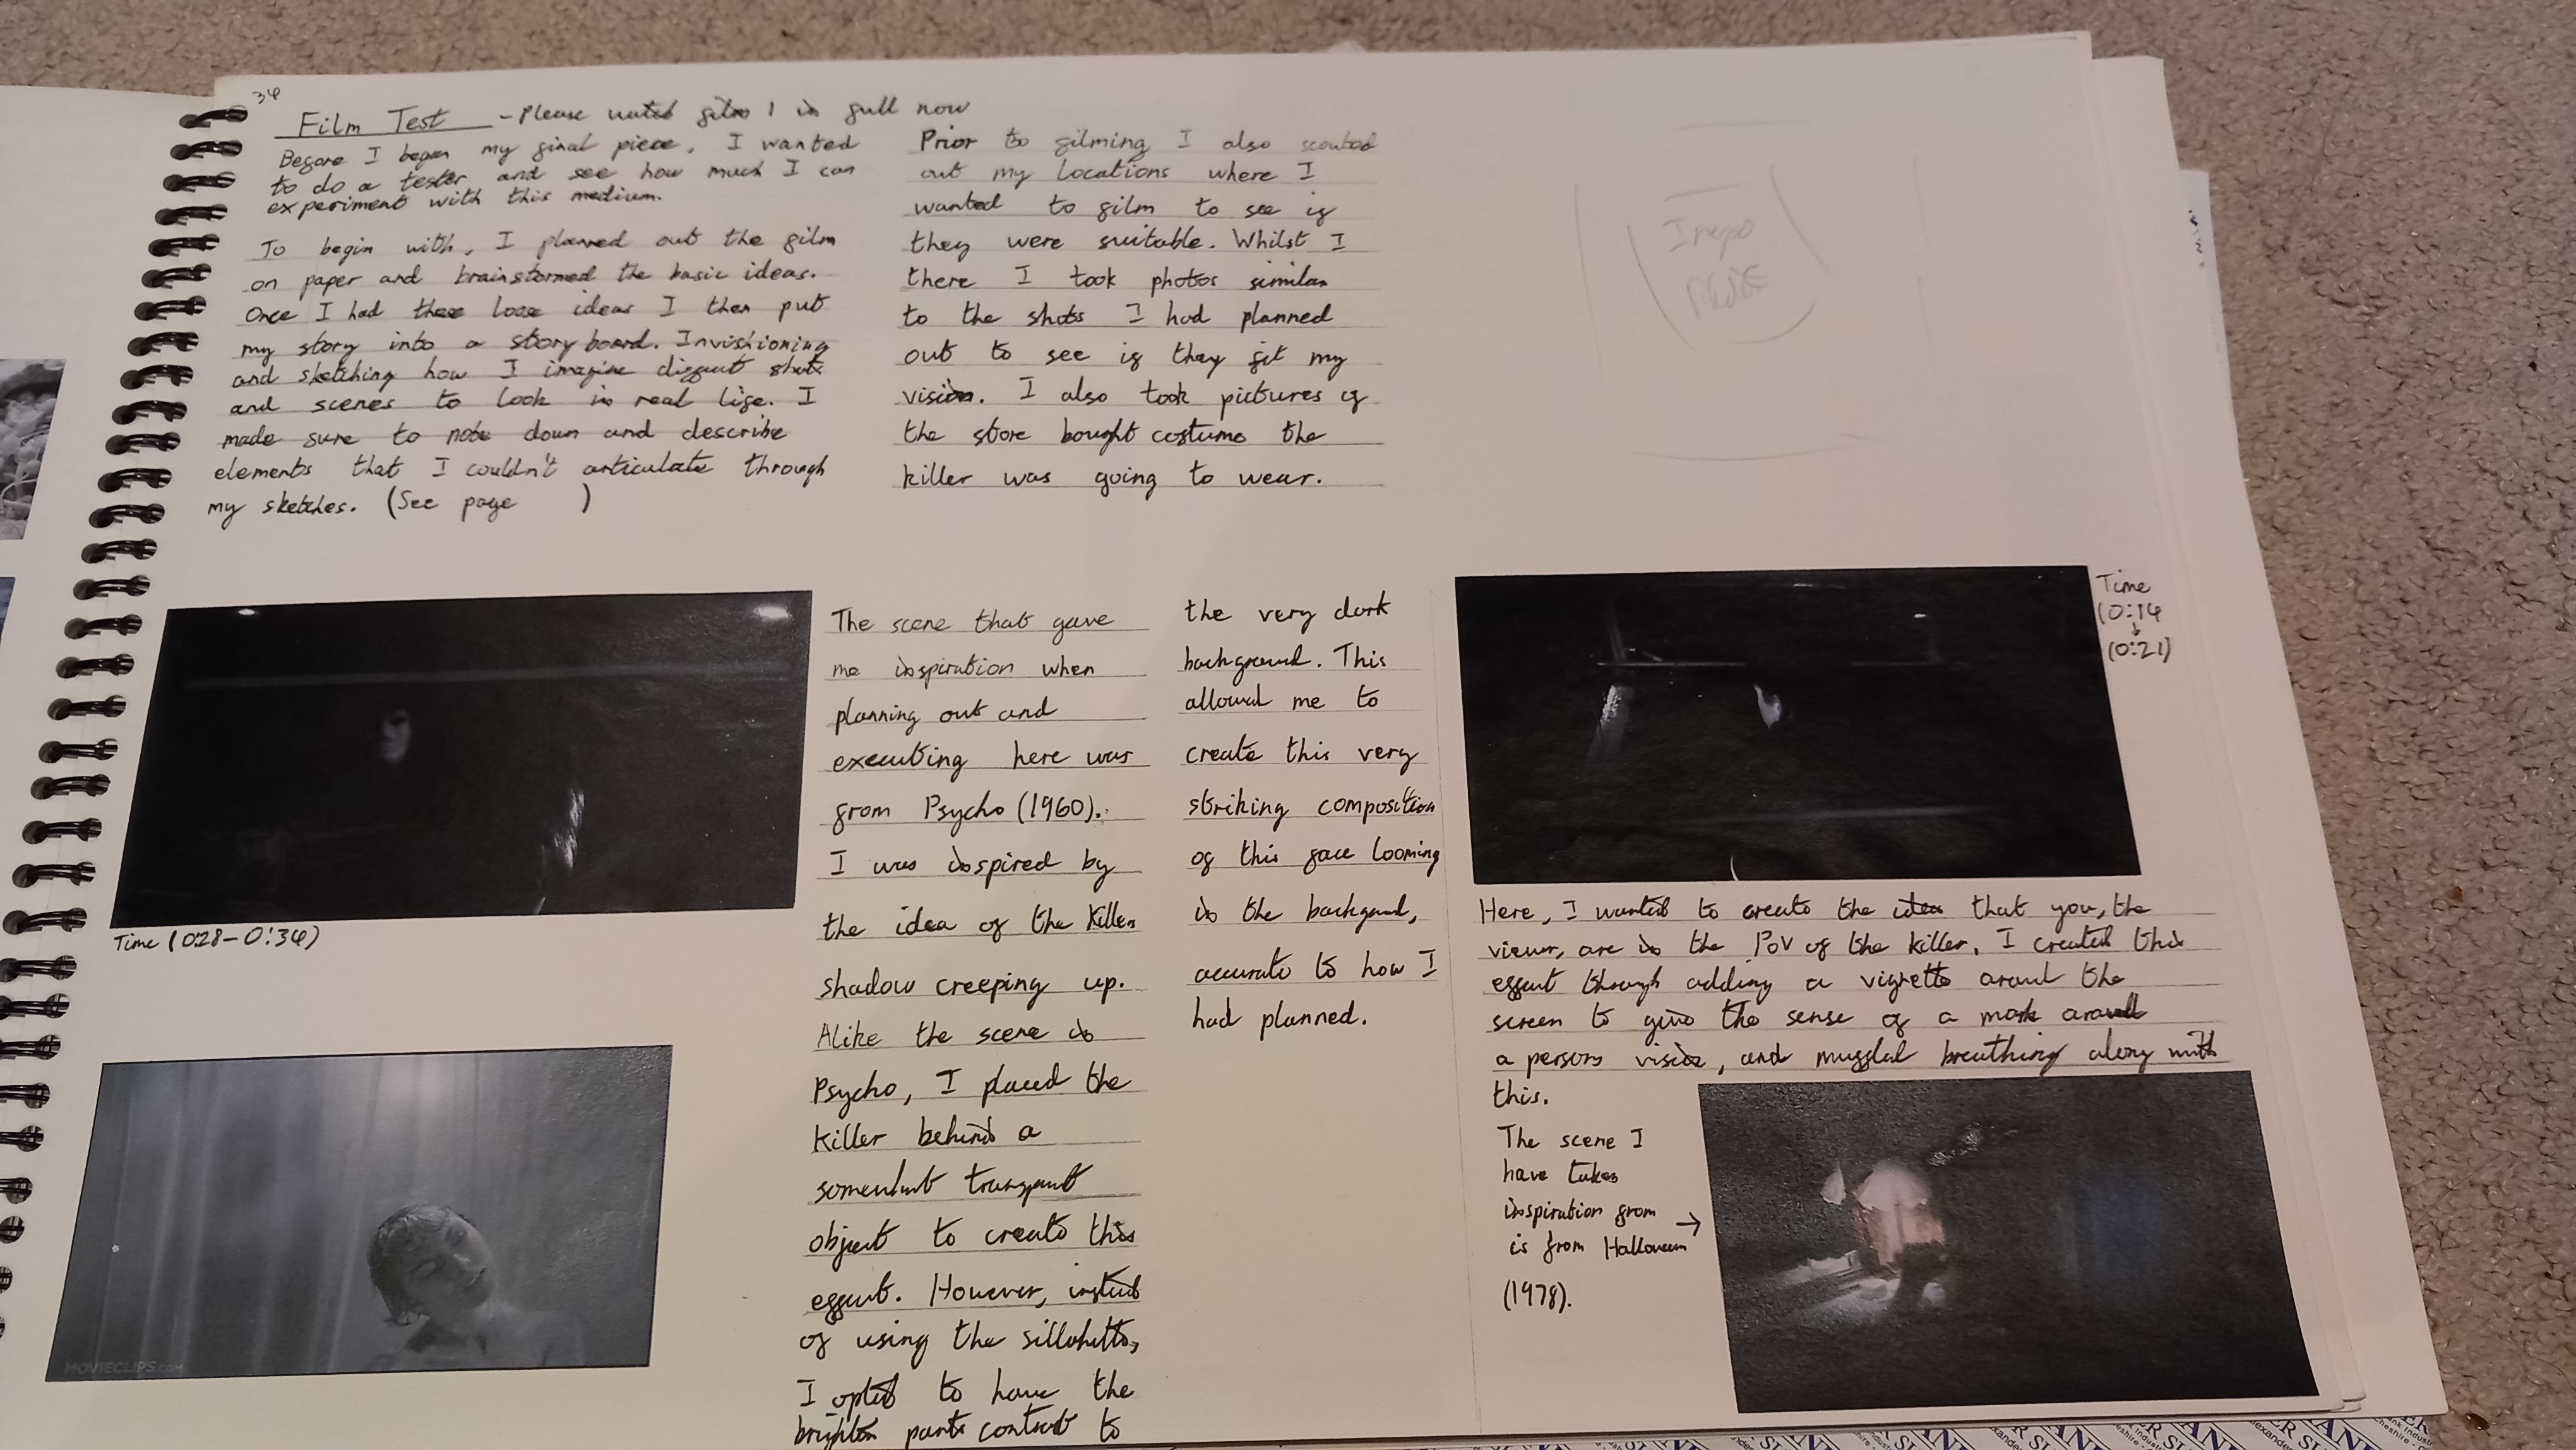 34
Film Test - Please watch film 1 in full now
Before I began my final piece, I wanted
to do a tester and see how much I can
experiment with this medium.
To begin with, I planned out the film
on paper and brainstormed the basic ideas.
Once I had these loose ideas I then put
my story into a story board. Invishioning
and sketching how I imagine different shots
and scenes to look in real life. I
made sure to note down and describe
elements that I couldn't articulate through
my sketches. (See page )
Prior to filming I also scouted
out my locations where I
wanted to film to see if
they were suitable. Whilst I
there I took photos similar
to the shots I had planned
out to see if they fit my
vision. I also took pictures of
the store bought costume the
killer was going to wear.
Time (0:28-0:34)
MOVIECLIPS.COM
The scene that gave
me inspiration when
planning out and
executing here was
from Psycho (1960).
I was inspired by
the idea of the killers
shadow creeping up.
Alike the scene in
Psycho, I placed the
killer behind a
somewhat transparent
object to create this
effect. However, instead
of using the sillohette,
I opted to have the
brighter parts contrast to
the very dark
background. This
allowed me to
create this very
striking composition
of this face looming
in the background,
accurate to how I
had planned.
Time
(0:14
↓
(0:21)
Here, I wanted to create the idea that you, the
viewer, are in the POV of the killer. I created this
effect through adding a vignette around the
screen to give the sense of a mask around
a persons vision, and muffled breathing along with
this.
The scene I
have taken
inspiration from →
is from Halloween
(1978).